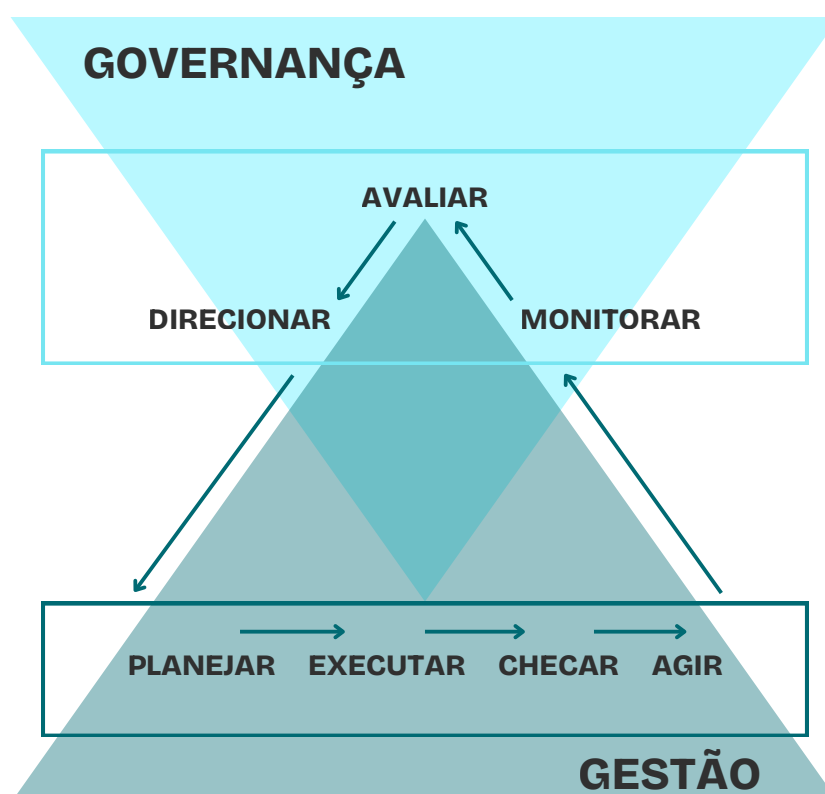 GOVERNANÇA
AVALIAR
DIRECIONAR MONITORAR
PLANEJAR EXECUTAR CHECAR AGIR
GESTÃO